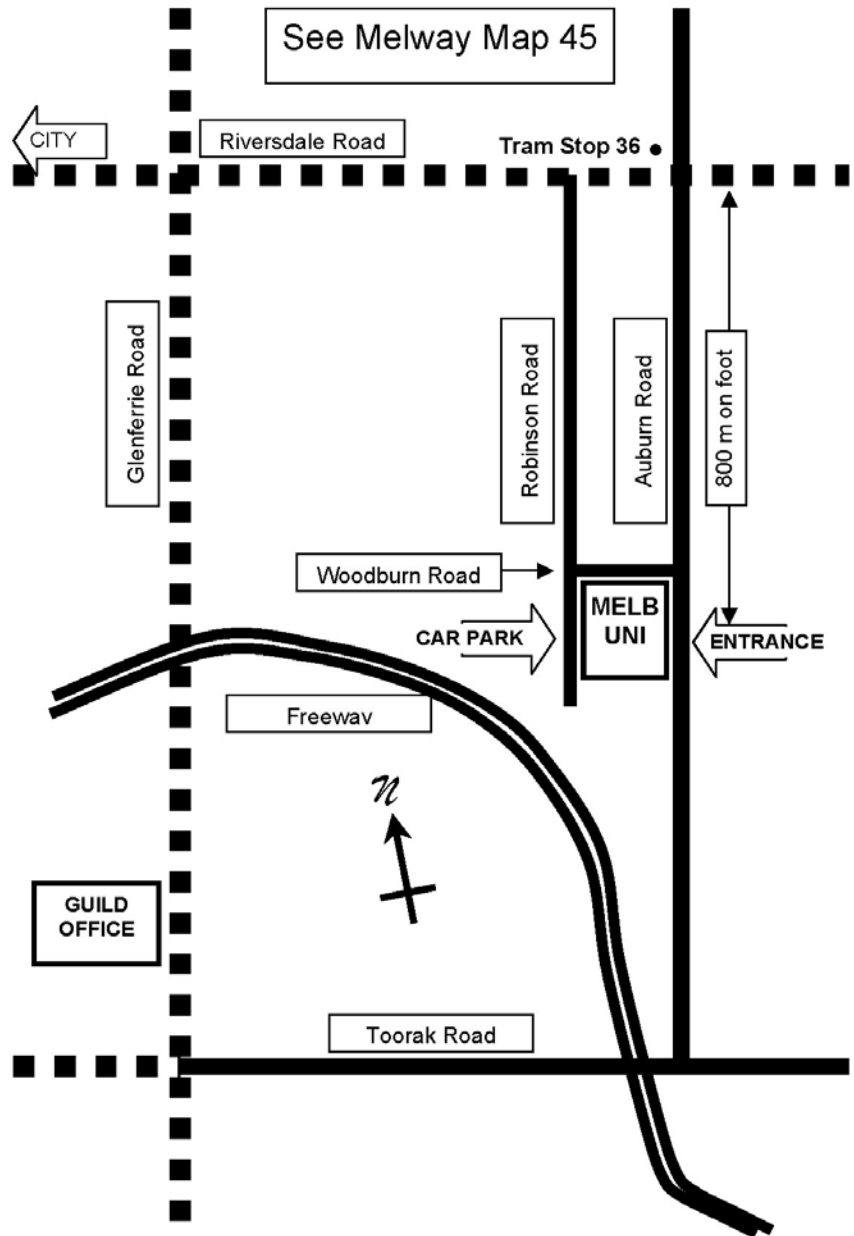 See Melway Map 45
CITY
Riversdale Road
Tram Stop 36
Glenferrie Road
Robinson Road
Auburn Road
800 m on foot
Woodburn Road
MELB
UNI
CAR PARK
ENTRANCE
Freewav
N
GUILD
OFFICE
Toorak Road